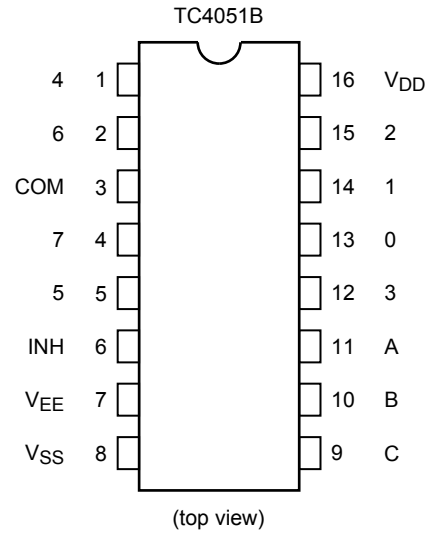 TC4051B
4 1 16 VDD
6 2 15 2
COM 3 14 1
7 4 13 0
5 5 12 3
INH 6 11 A
VEE 7 10 B
VSS 8 9 C
(top view)